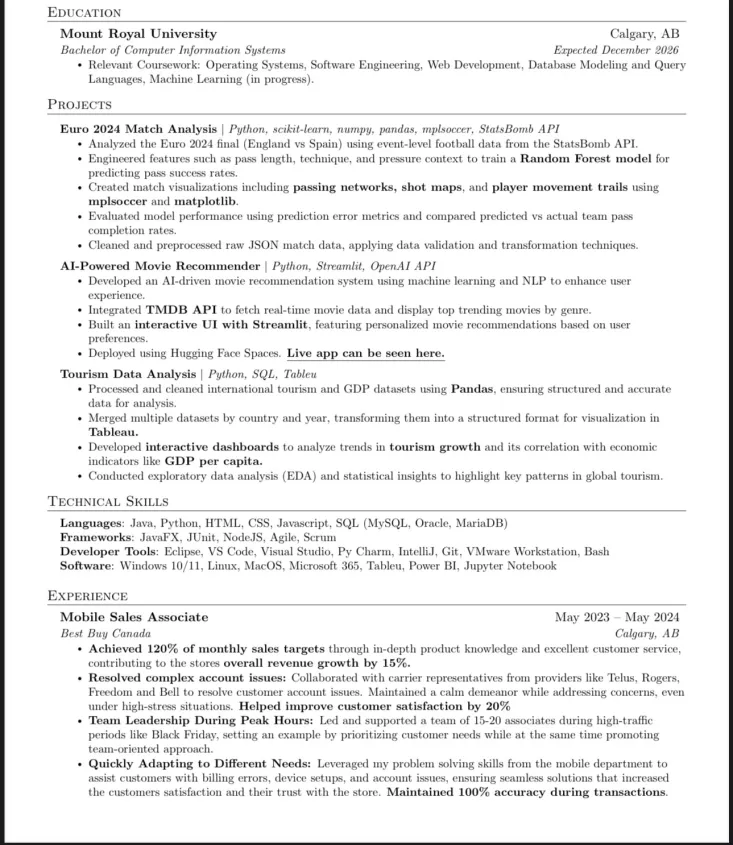 Education
Mount Royal University Calgary, AB
Bachelor of Computer Information Systems Expected December 2026
• Relevant Coursework: Operating Systems, Software Engineering, Web Development, Database Modeling and Query
Languages, Machine Learning (in progress).
Projects
Euro 2024 Match Analysis | Python, scikit-learn, numpy, pandas, mplsoccer, StatsBomb API
• Analyzed the Euro 2024 final (England vs Spain) using event-level football data from the StatsBomb API.
• Engineered features such as pass length, technique, and pressure context to train a Random Forest model for
predicting pass success rates.
• Created match visualizations including passing networks, shot maps, and player movement trails using
mplsoccer and matplotlib.
• Evaluated model performance using prediction error metrics and compared predicted vs actual team pass
completion rates.
• Cleaned and preprocessed raw JSON match data, applying data validation and transformation techniques.
AI-Powered Movie Recommender | Python, Streamlit, OpenAI API
• Developed an AI-driven movie recommendation system using machine learning and NLP to enhance user
experience.
• Integrated TMDB API to fetch real-time movie data and display top trending movies by genre.
• Built an interactive UI with Streamlit, featuring personalized movie recommendations based on user
preferences.
• Deployed using Hugging Face Spaces. Live app can be seen here.
Tourism Data Analysis | Python, SQL, Tableu
• Processed and cleaned international tourism and GDP datasets using Pandas, ensuring structured and accurate
data for analysis.
• Merged multiple datasets by country and year, transforming them into a structured format for visualization in
Tableau.
• Developed interactive dashboards to analyze trends in tourism growth and its correlation with economic
indicators like GDP per capita.
• Conducted exploratory data analysis (EDA) and statistical insights to highlight key patterns in global tourism.
Technical Skills
Languages: Java, Python, HTML, CSS, Javascript, SQL (MySQL, Oracle, MariaDB)
Frameworks: JavaFX, JUnit, NodeJS, Agile, Scrum
Developer Tools: Eclipse, VS Code, Visual Studio, Py Charm, IntelliJ, Git, VMware Workstation, Bash
Software: Windows 10/11, Linux, MacOS, Microsoft 365, Tableu, Power BI, Jupyter Notebook
Experience
Mobile Sales Associate May 2023 – May 2024
Best Buy Canada Calgary, AB
• Achieved 120% of monthly sales targets through in-depth product knowledge and excellent customer service,
contributing to the stores overall revenue growth by 15%.
• Resolved complex account issues: Collaborated with carrier representatives from providers like Telus, Rogers,
Freedom and Bell to resolve customer account issues. Maintained a calm demeanor while addressing concerns, even
under high-stress situations. Helped improve customer satisfaction by 20%
• Team Leadership During Peak Hours: Led and supported a team of 15-20 associates during high-traffic
periods like Black Friday, setting an example by prioritizing customer needs while at the same time promoting
team-oriented approach.
• Quickly Adapting to Different Needs: Leveraged my problem solving skills from the mobile department to
assist customers with billing errors, device setups, and account issues, ensuring seamless solutions that increased
the customers satisfaction and their trust with the store. Maintained 100% accuracy during transactions.